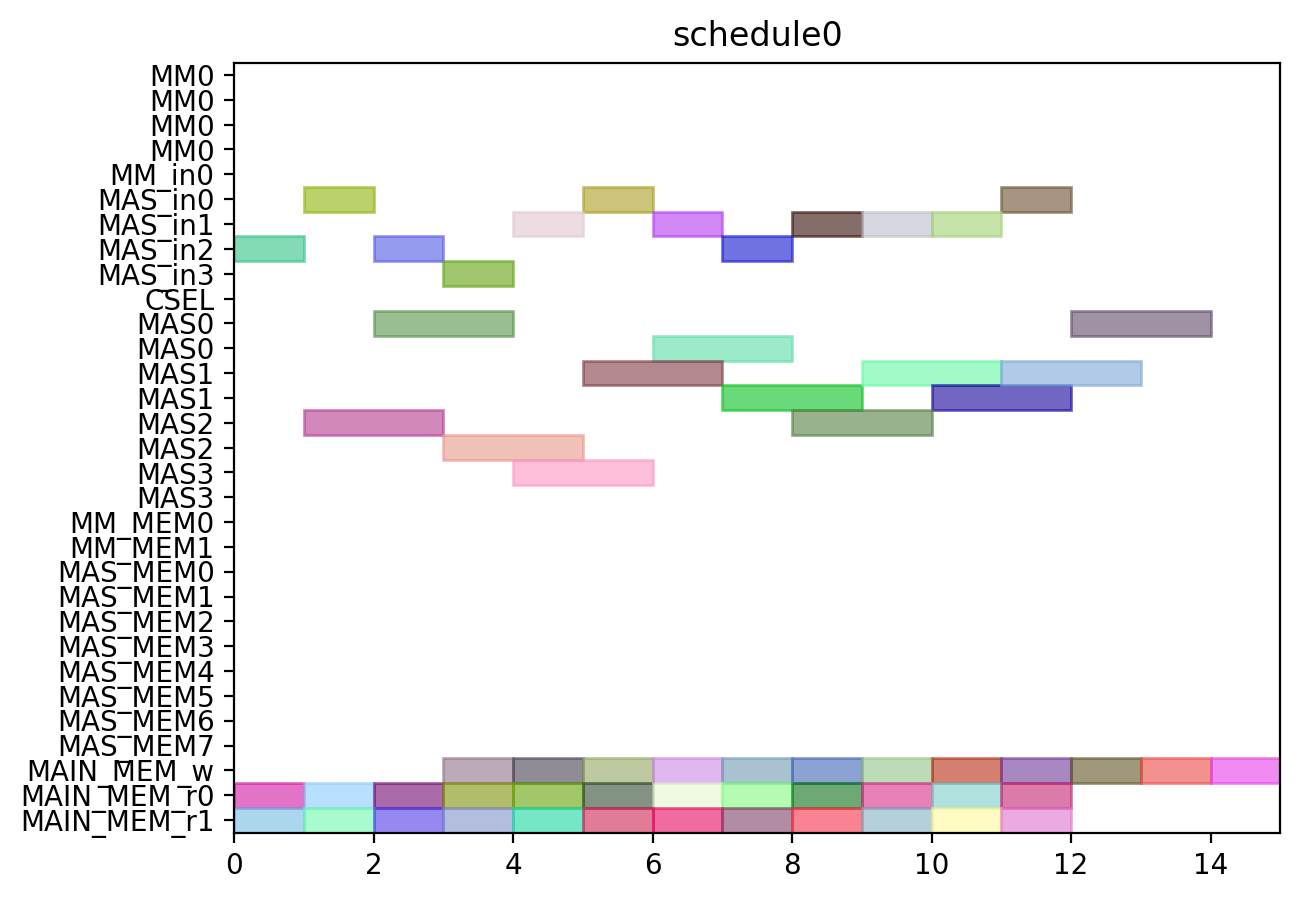 schedule0
MM0
MM0
MM0
MM0
MM_in0
MAS_in0
MAS_in1
MAS_in2
MAS_in3
CSEL
MAS0
MAS0
MAS1
MAS1
MAS2
MAS2
MAS3
MAS3
MM_MEM0
MM_MEM1
MAS_MEM0
MAS_MEM1
MAS_MEM2
MAS_MEM3
MAS_MEM4
MAS_MEM5
MAS_MEM6
MAS_MEM7
MAIN_MEM_w
MAIN_MEM_r0
MAIN_MEM_r1
0 2 4 6 8 10 12 14